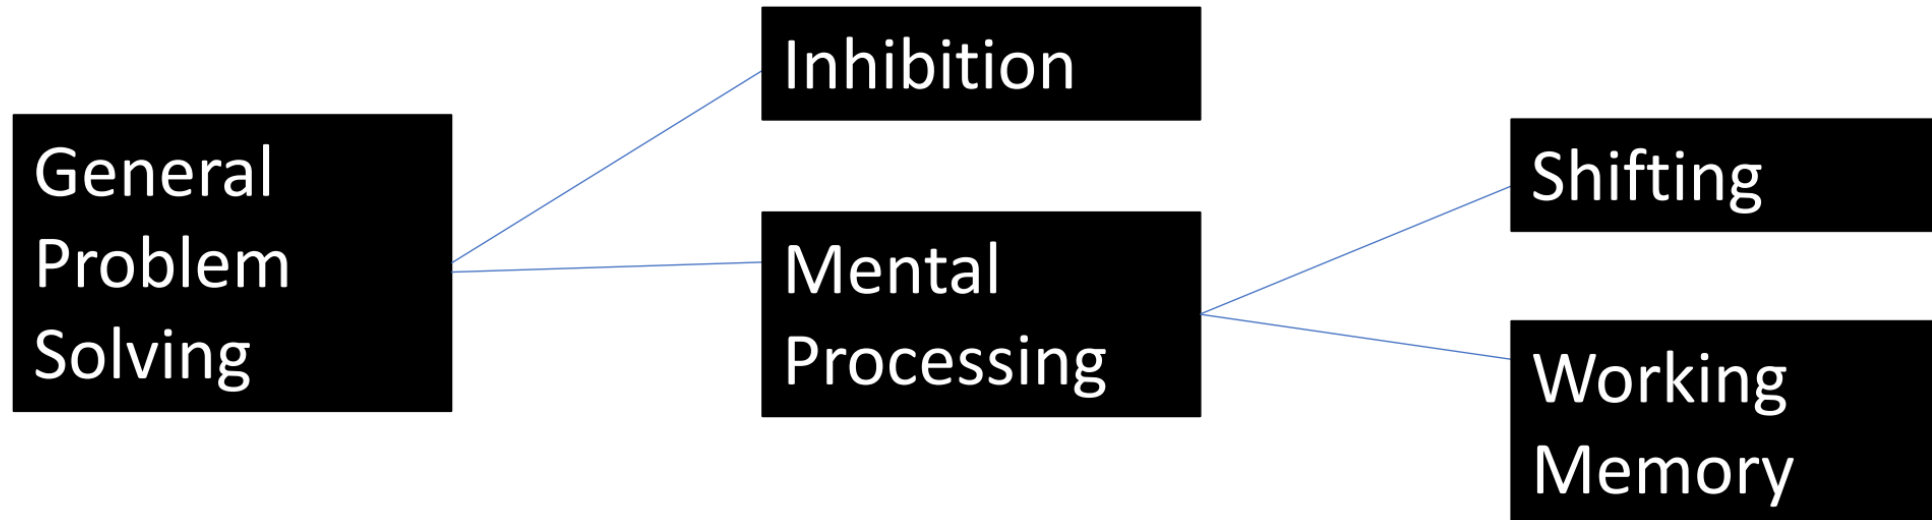 General
Problem
Solving
Inhibition
Mental
Processing
Shifting
Working
Memory